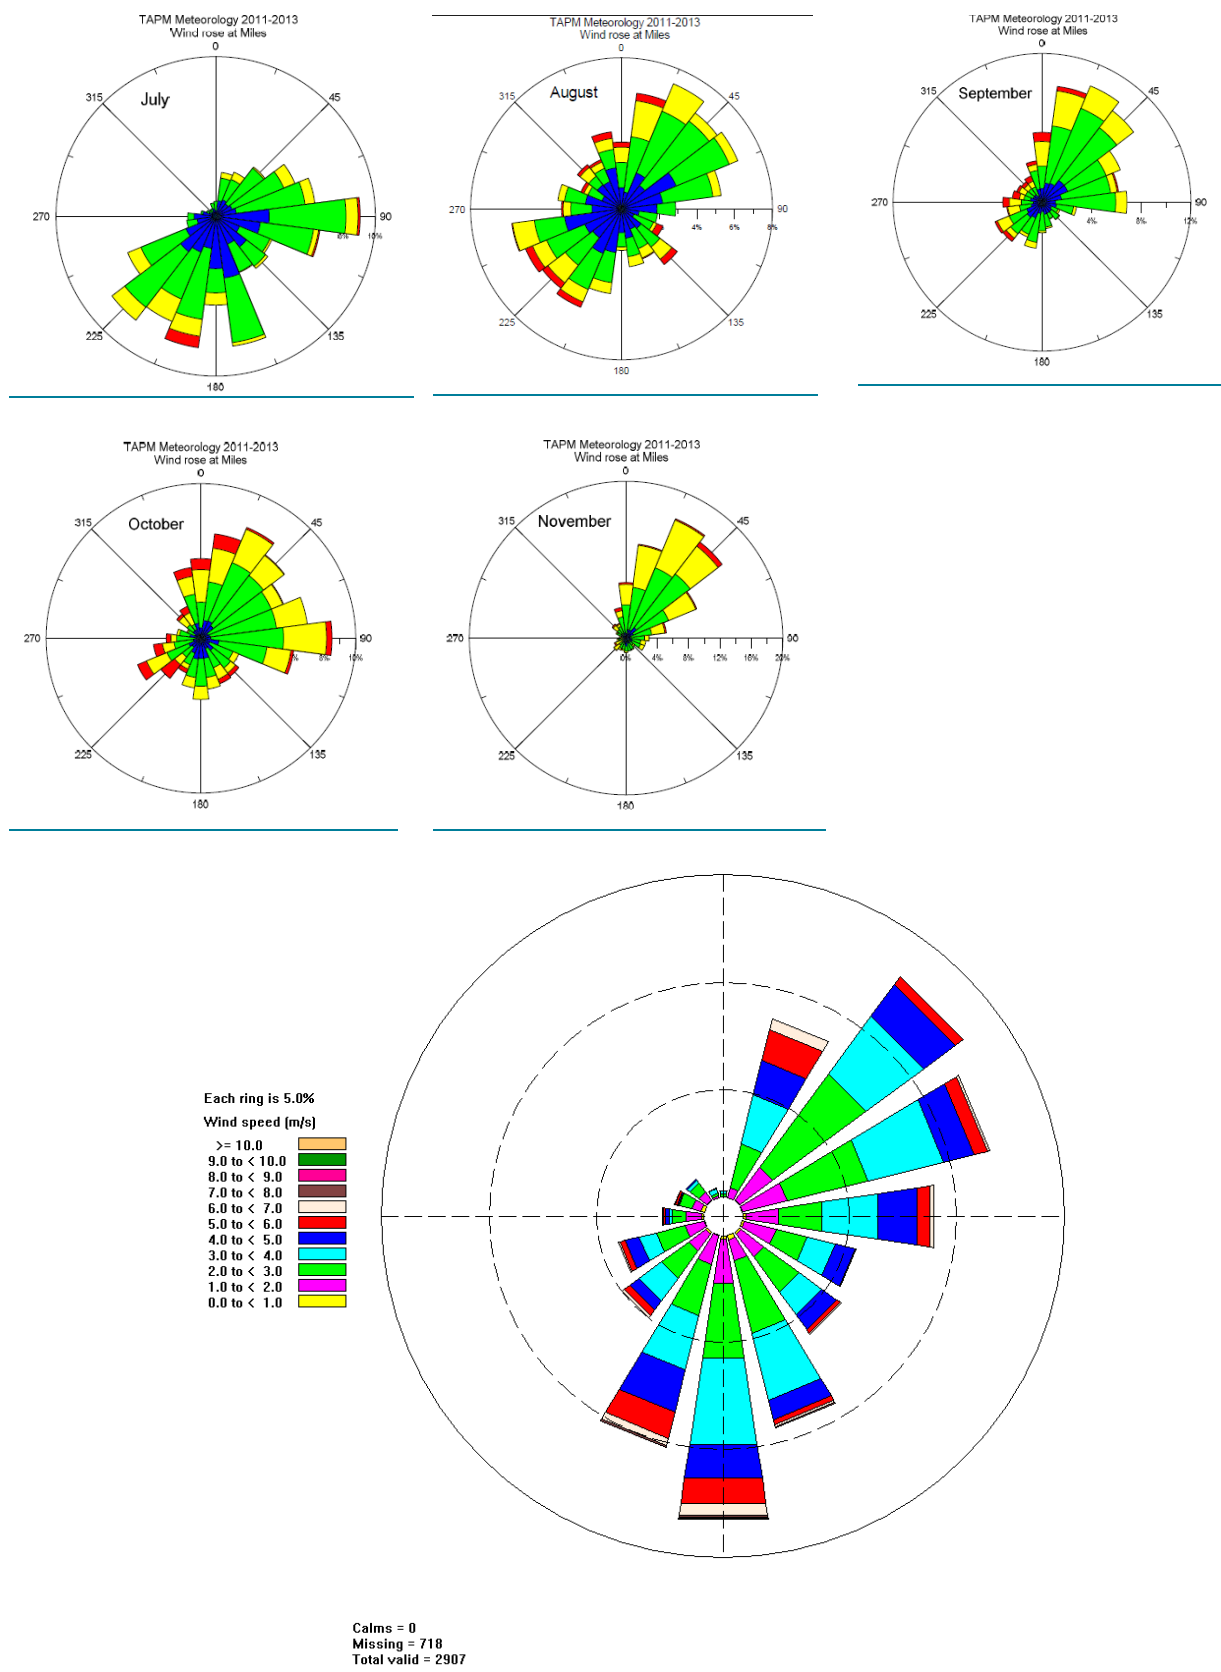 TAPM Meteorology 2011-2013
Wind rose at Miles
0
July
315
45
270
90
8%
10%
225
135
180
TAPM Meteorology 2011-2013
Wind rose at Miles
0
August
315
45
270
90
4%
6%
8%
225
135
180
TAPM Meteorology 2011-2013
Wind rose at Miles
0
September
315
45
270
90
4%
8%
12%
225
135
180
TAPM Meteorology 2011-2013
Wind rose at Miles
0
October
315
45
270
90
8%
10%
225
135
180
TAPM Meteorology 2011-2013
Wind rose at Miles
0
November
315
45
270
90
0%
4%
8%
12%
16%
20%
225
135
180
Each ring is 5.0%
Wind speed (m/s)
>= 10.0
9.0 to < 10.0
8.0 to < 9.0
7.0 to < 8.0
6.0 to < 7.0
5.0 to < 6.0
4.0 to < 5.0
3.0 to < 4.0
2.0 to < 3.0
1.0 to < 2.0
0.0 to < 1.0
Calms = 0
Missing = 718
Total valid = 2907